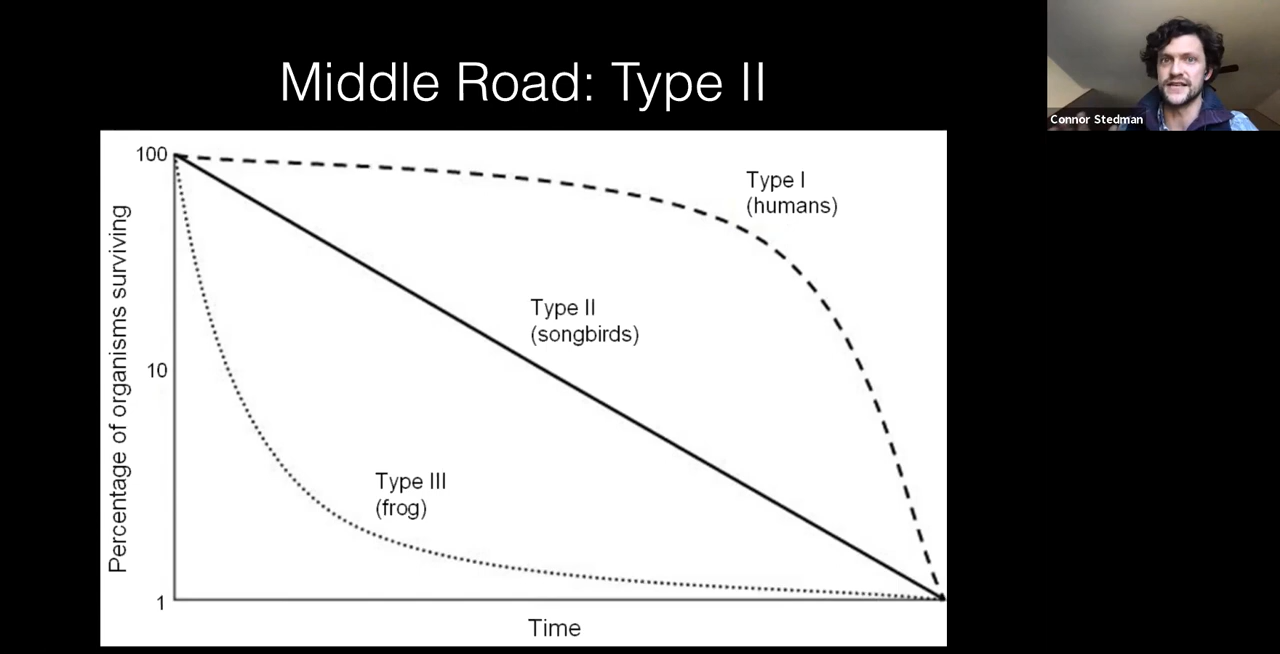 Middle Road: Type II
Connor Stedman
100
10
1
Percentage of organisms surviving
Type I
(humans)
Type II
(songbirds)
Type III
(frog)
Time